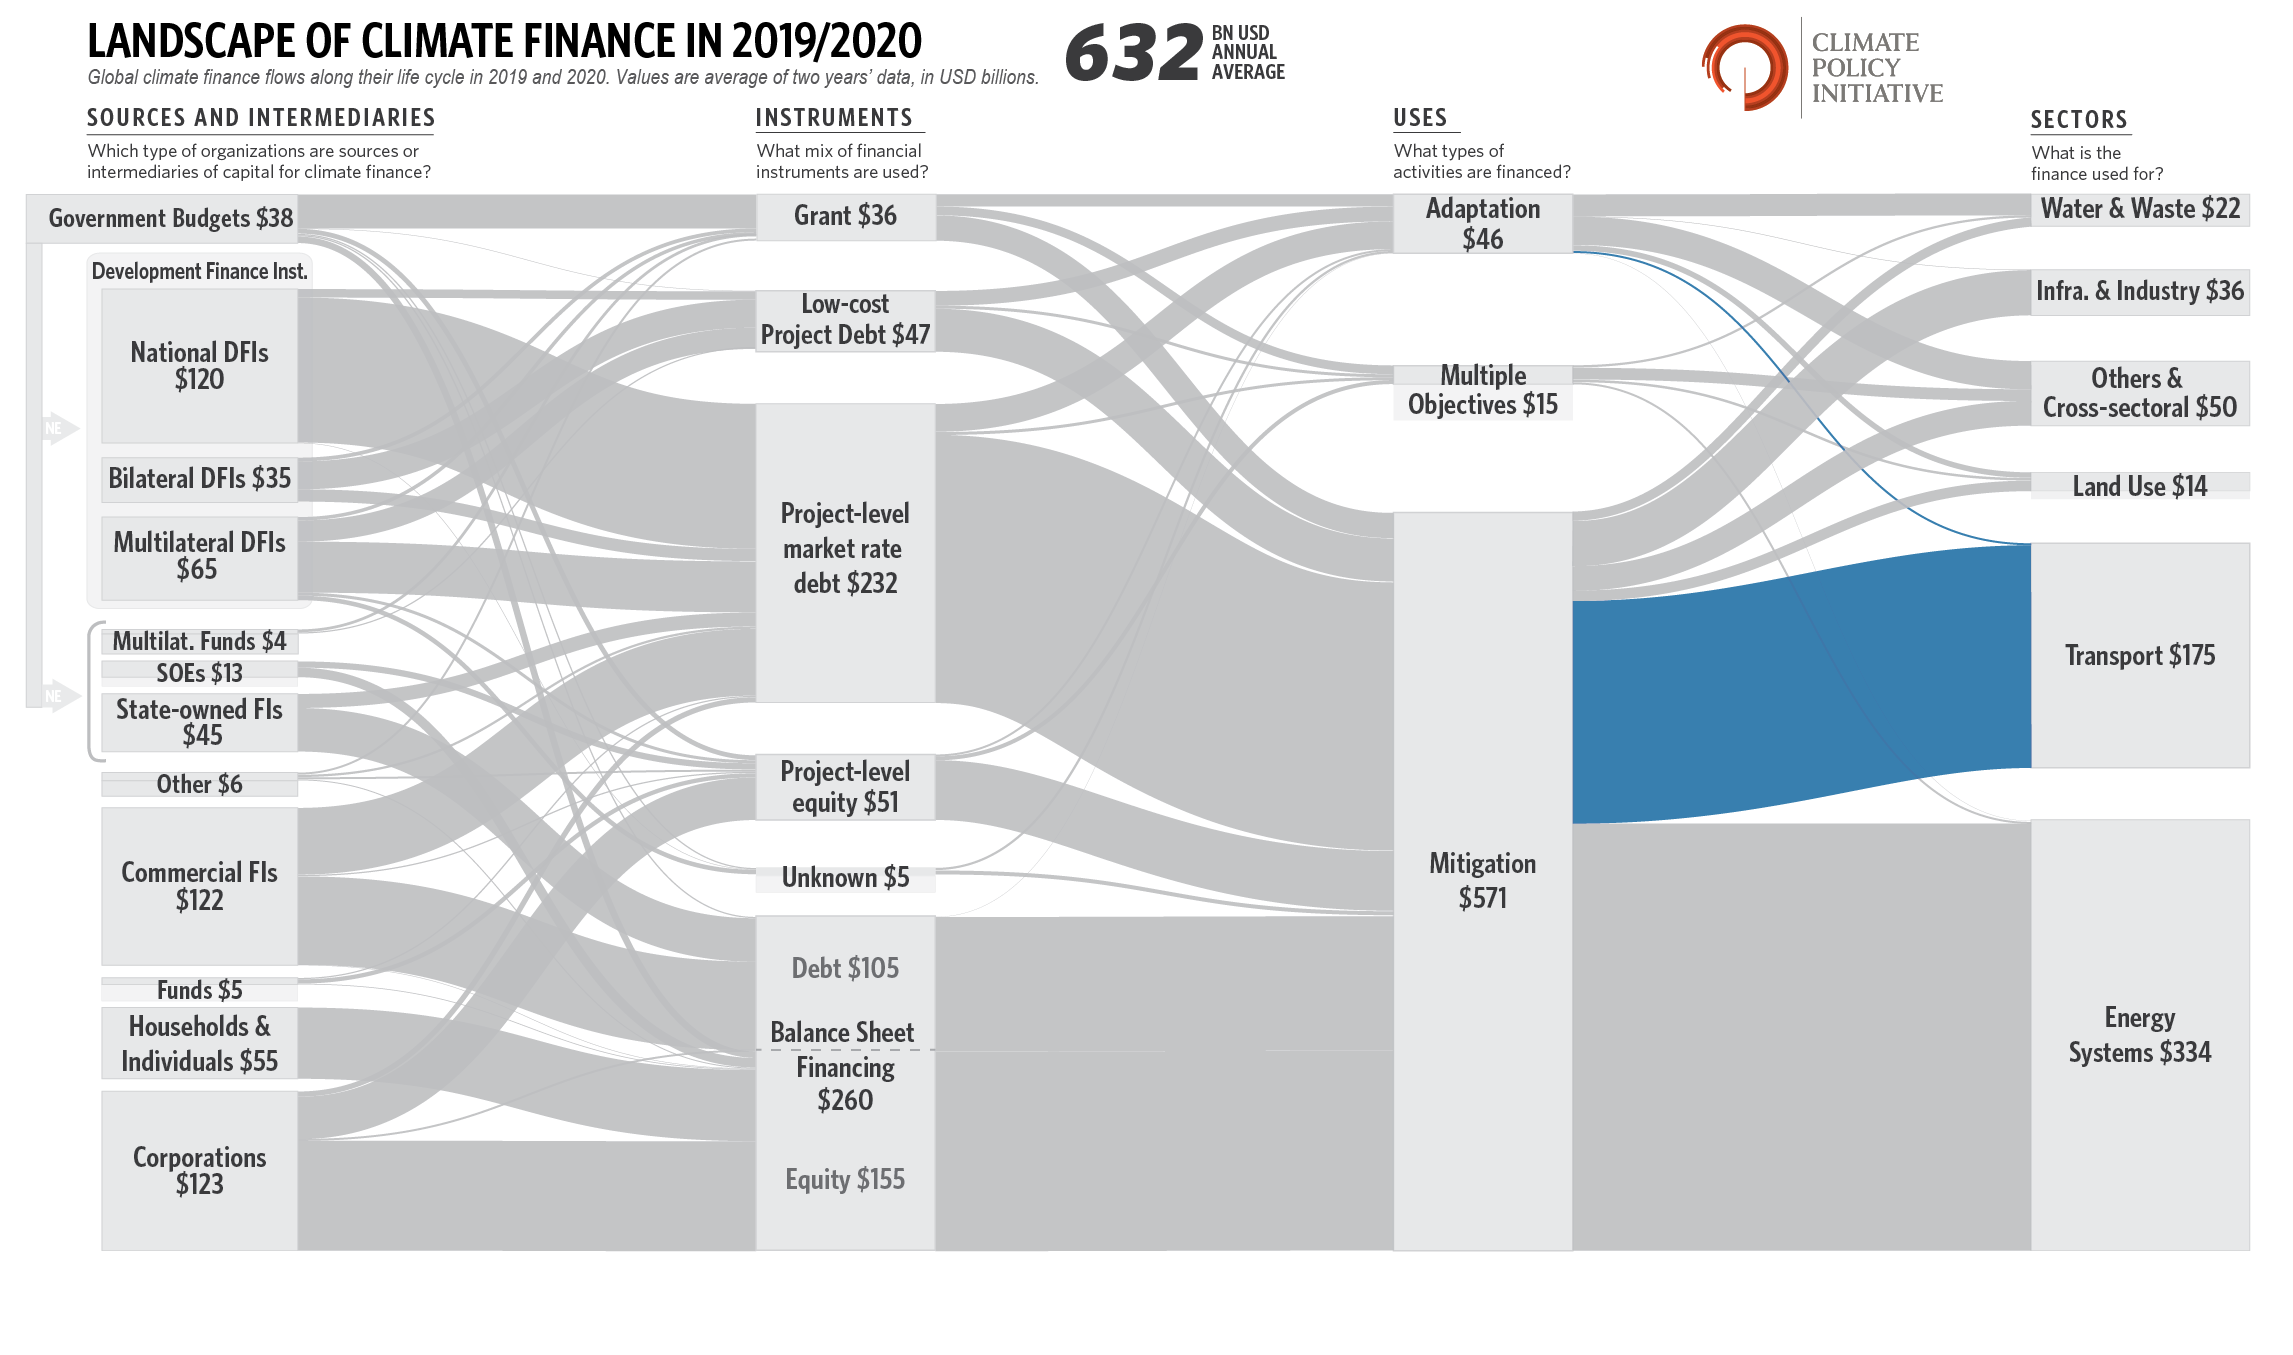 LANDSCAPE OF CLIMATE FINANCE IN 2019/2020
Global climate finance flows along their life cycle in 2019 and 2020. Values are average of two years' data, in USD billions.
632
BN USD
ANNUAL
AVERAGE
CLIMATE
POLICY
INITIATIVE
SOURCES AND INTERMEDIARIES
Which type of organizations are sources or
intermediaries of capital for climate finance?
Government Budgets $38
Development Finance Inst.
National DFIs
$120
NE
Bilateral DFIs $35
Multilateral DFIs
$65
Multilat. Funds $4
SOEs $13
NE
State-owned FIs
$45
Other $6
Commercial FIs
$122
Funds $5
Households &
Individuals $55
Corporations
$123
INSTRUMENTS
What mix of financial
instruments are used?
Grant $36
Low-cost
Project Debt $47
Project-level
market rate
debt $232
Project-level
equity $51
Unknown $5
Debt $105
Balance Sheet
Financing
$260
Equity $155
USES
What types of
activities are financed?
Adaptation
$46
Multiple
Objectives $15
Mitigation
$571
SECTORS
What is the
finance used for?
Water & Waste $22
Infra. & Industry $36
Others &
Cross-sectoral $50
Land Use $14
Transport $175
Energy
Systems $334